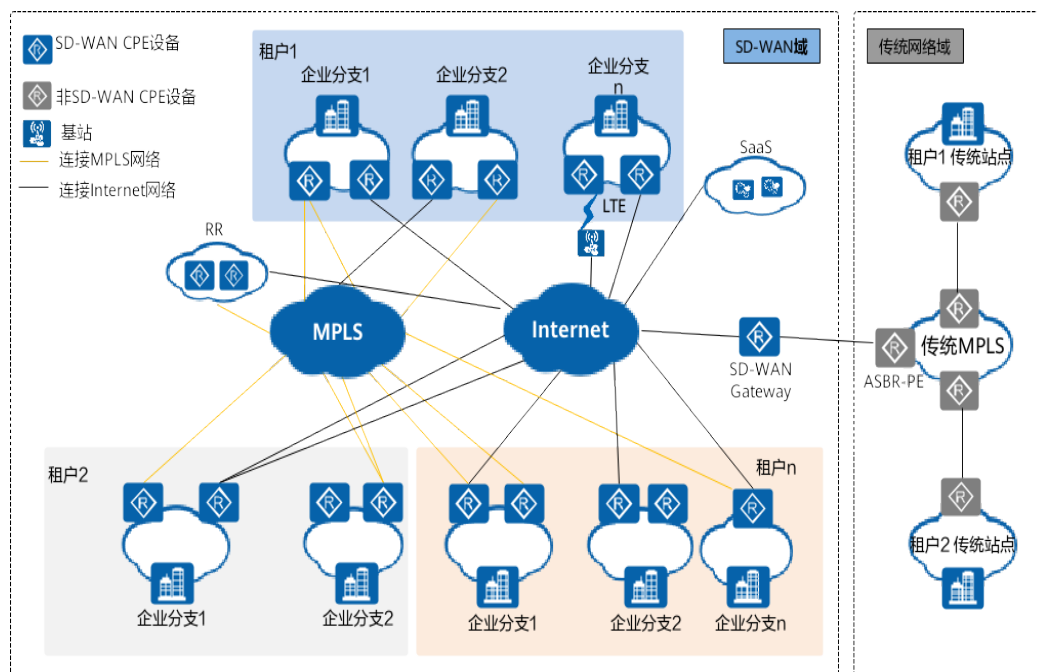 SD-WAN CPE设备
非SD-WAN CPE设备
基站
连接MPLS网络
连接Internet网络
租户1
企业分支1
企业分支2
企业分支
n
SD-WAN域
传统网络域
R
R
R
R
R
R
R
R
LTE
SaaS
RR
R
R
MPLS
Internet
R
SD-WAN
Gateway
租户1 传统站点
R
R
R
ASBR-PE
传统MPLS
R
R
租户2 传统站点
租户2
R
R
R
R
企业分支1
企业分支2
租户n
R
R
R
R
R
企业分支1
企业分支2
企业分支n